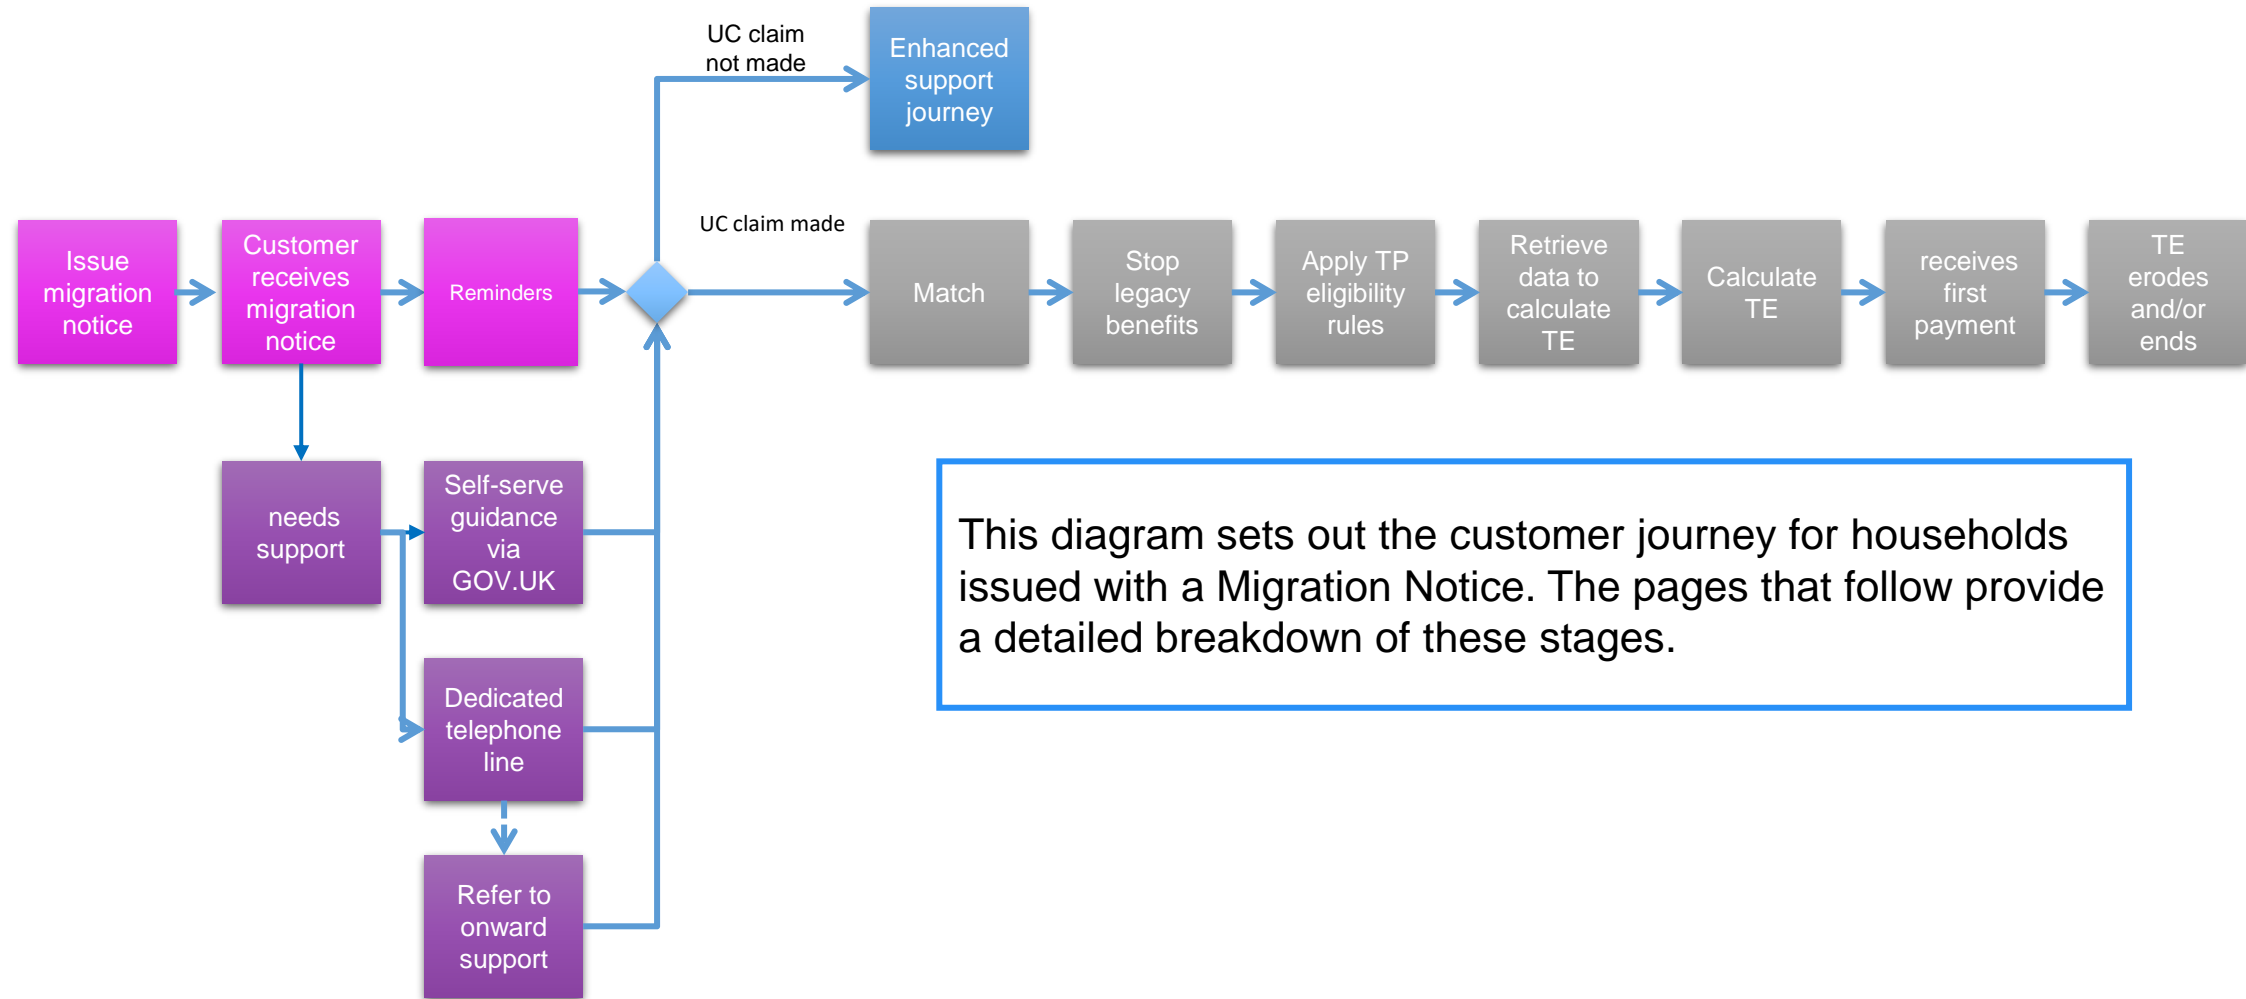 UC claim
not made
Enhanced
support
journey
UC claim made
Issue
migration
notice
Customer
receives
migration
notice
Reminders
Match
Stop
legacy
benefits
Apply TP
eligibility
rules
Retrieve
data to
calculate
TE
Calculate
TE
receives
first
payment
TE
erodes
and/or
ends
needs
support
Self-serve
guidance
via
GOV.UK
Dedicated
telephone
line
Refer to
onward
support
This diagram sets out the customer journey for households
issued with a Migration Notice. The pages that follow provide
a detailed breakdown of these stages.